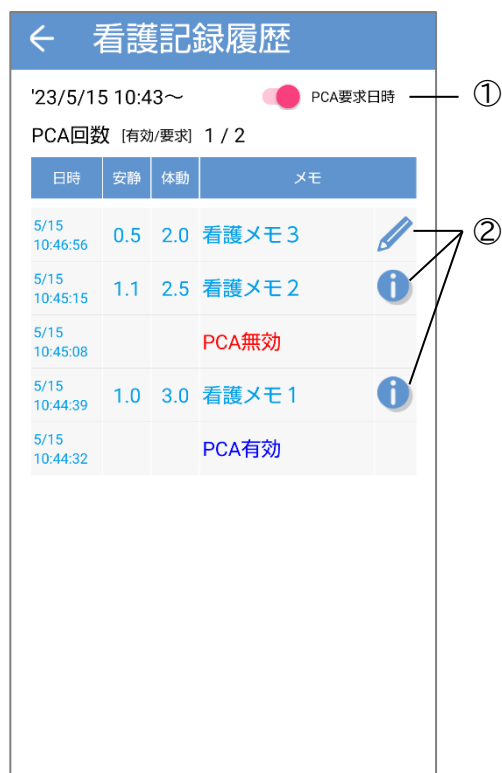 看護記録履歴
'23/5/15 10:43～ PCA要求日時 ①
PCA回数 [有効/要求] 1 / 2
日時 安静 体動 メモ
5/15
10:46:56 0.5 2.0 看護メモ３ ②
5/15
10:45:15 1.1 2.5 看護メモ２ i
5/15
10:45:08 PCA無効
5/15
10:44:39 1.0 3.0 看護メモ１ i
5/15
10:44:32 PCA有効